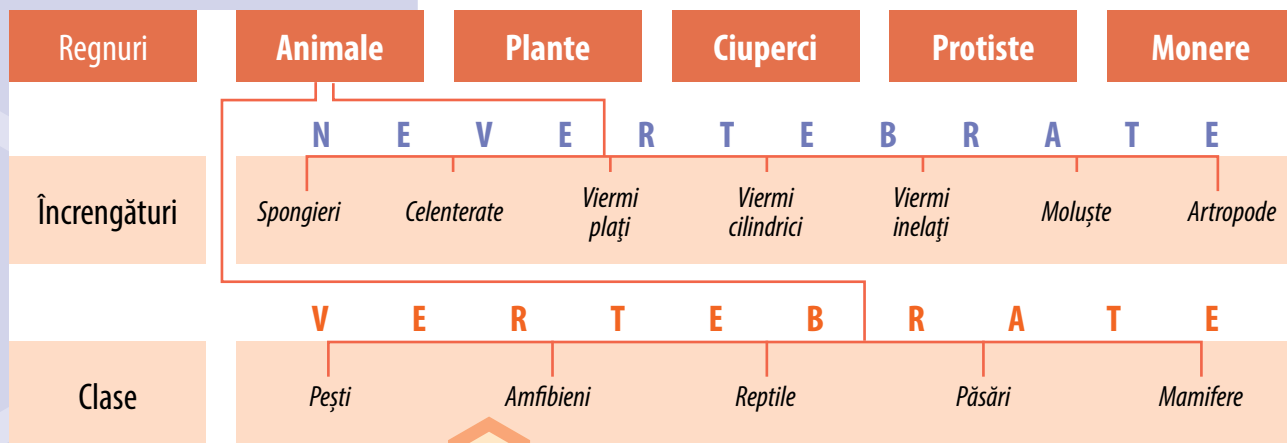 Regnuri Animale Plante Ciuperci Protiste Monere
N E V E R T E B R A T E
Încrengături Spongieri Celenterate Viermi plaţi Viermi cilindrici Viermi inelaţi Moluște Artropode
V E R T E B R A T E
Clase Pești Amfibieni Reptile Păsări Mamifere